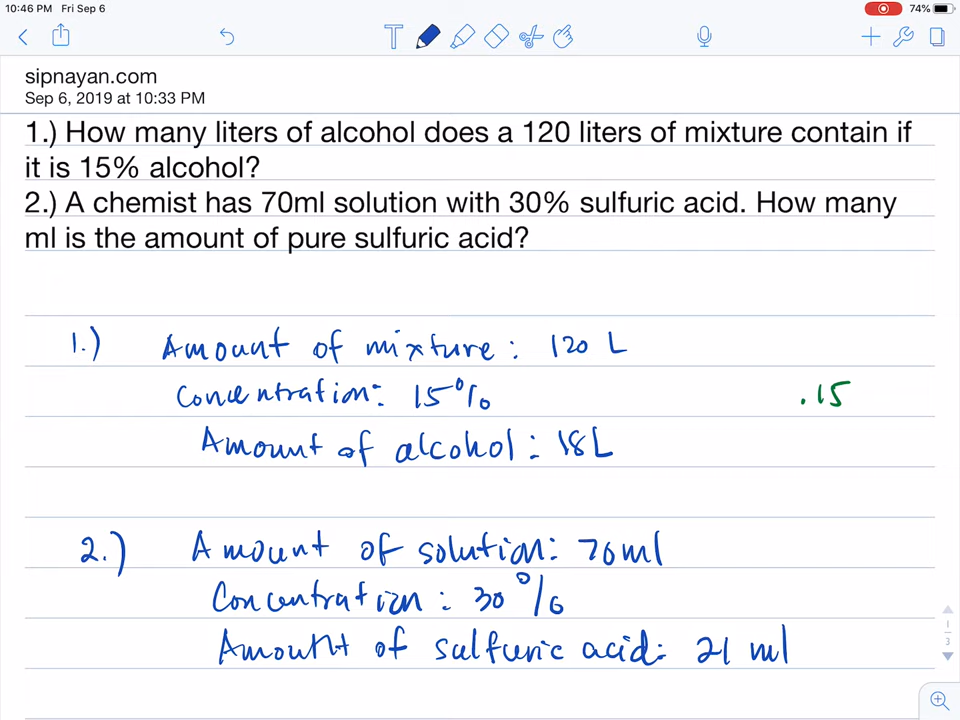 10:46 PM Fri Sep 6 74%
sipnayan.com
Sep 6, 2019 at 10:33 PM
1.) How many liters of alcohol does a 120 liters of mixture contain if
it is 15% alcohol?
2.) A chemist has 70ml solution with 30% sulfuric acid. How many
ml is the amount of pure sulfuric acid?
1.) Amount of mixture: 120 L
Concentration: 15% .15
Amount of alcohol: 18L
2.) Amount of solution: 70ml
Concentration: 30%
Amount of sulfuric acid: 21 ml
1
3